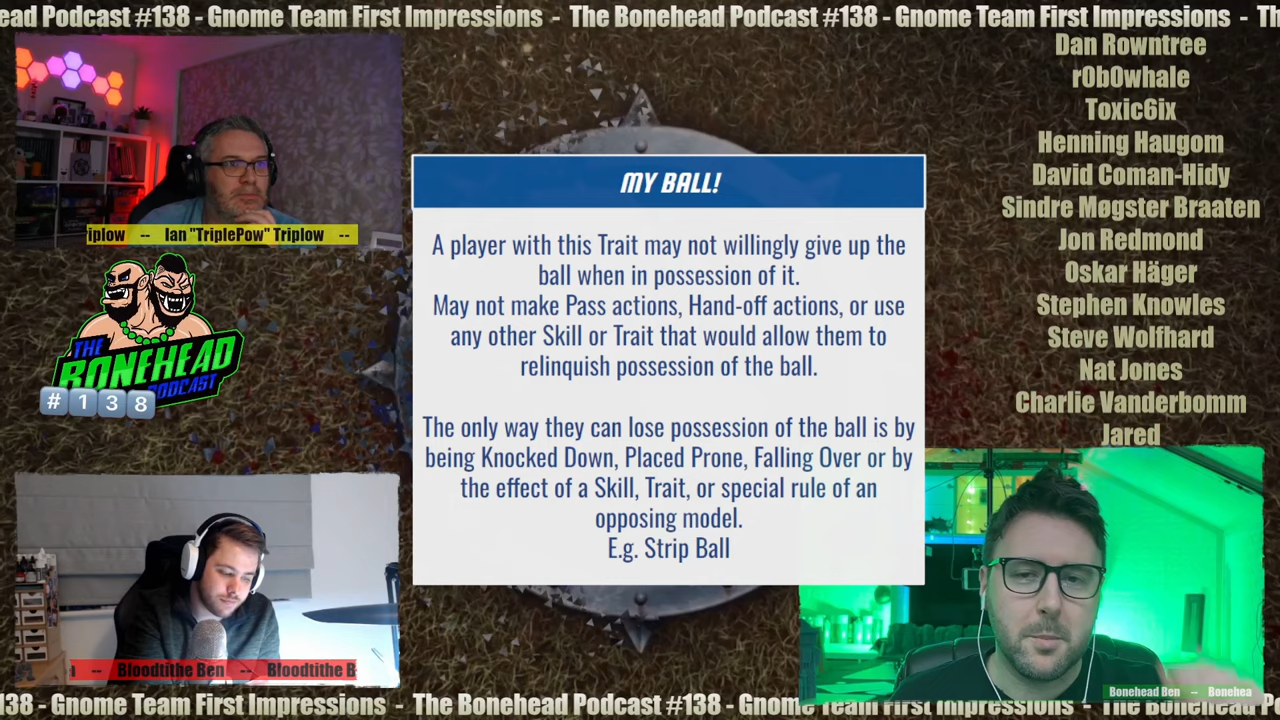 ead Podcast #138 - Gnome Team First Impressions - The Bonehead Podcast #138 - Gnome Team First Impressions - Th
Dan Rowntree
r0b0whale
Toxic6ix
Henning Haugom
David Coman-Hidy
Sindre Møgster Braaten
Jon Redmond
Oskar Häger
Stephen Knowles
Steve Wolfhard
Nat Jones
Charlie Vanderbomm
Jared
iplow -- Ian "TriplePow" Triplow --
THE
BONEHEAD
PODCAST
#138
MY BALL!
A player with this Trait may not willingly give up the
ball when in possession of it.
May not make Pass actions, Hand-off actions, or use
any other Skill or Trait that would allow them to
relinquish possession of the ball.
The only way they can lose possession of the ball is by
being Knocked Down, Placed Prone, Falling Over or by
the effect of a Skill, Trait, or special rule of an
opposing model.
E.g. Strip Ball
-- Bloodtithe Ben -- Bloodtithe B
Bonehead Ben -- Bonehea
138 - Gnome Team First Impressions - The Bonehead Podcast #138 - Gnome Team First Impressions - The Bonehead P